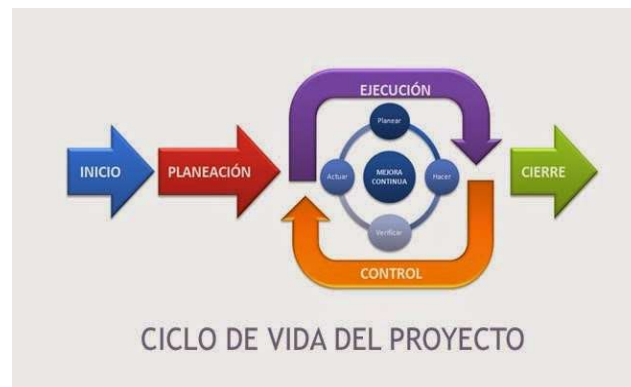 INICIO
PLANEACIÓN
EJECUCIÓN
Planear
Actuar
MEJORA
CONTINUA
Hacer
Verificar
CONTROL
CIERRE
CICLO DE VIDA DEL PROYECTO